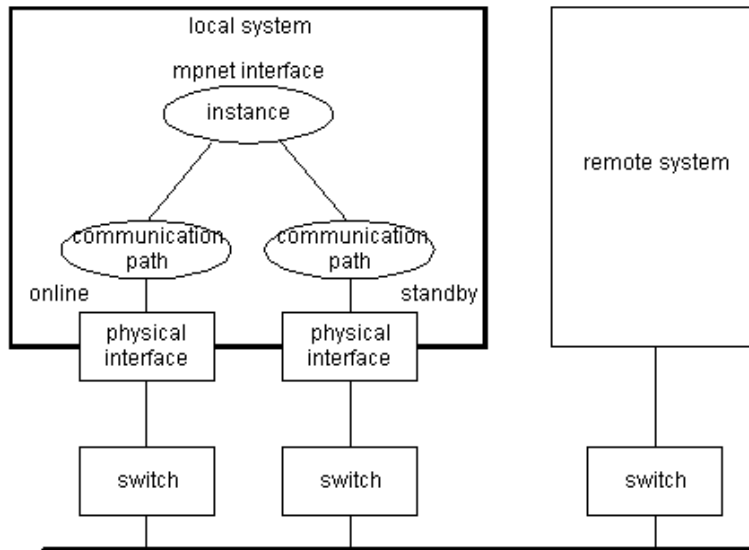 local system
mpnet interface
instance
remote system
communication
path
communication
path
online
standby
physical
interface
physical
interface
switch
switch
switch